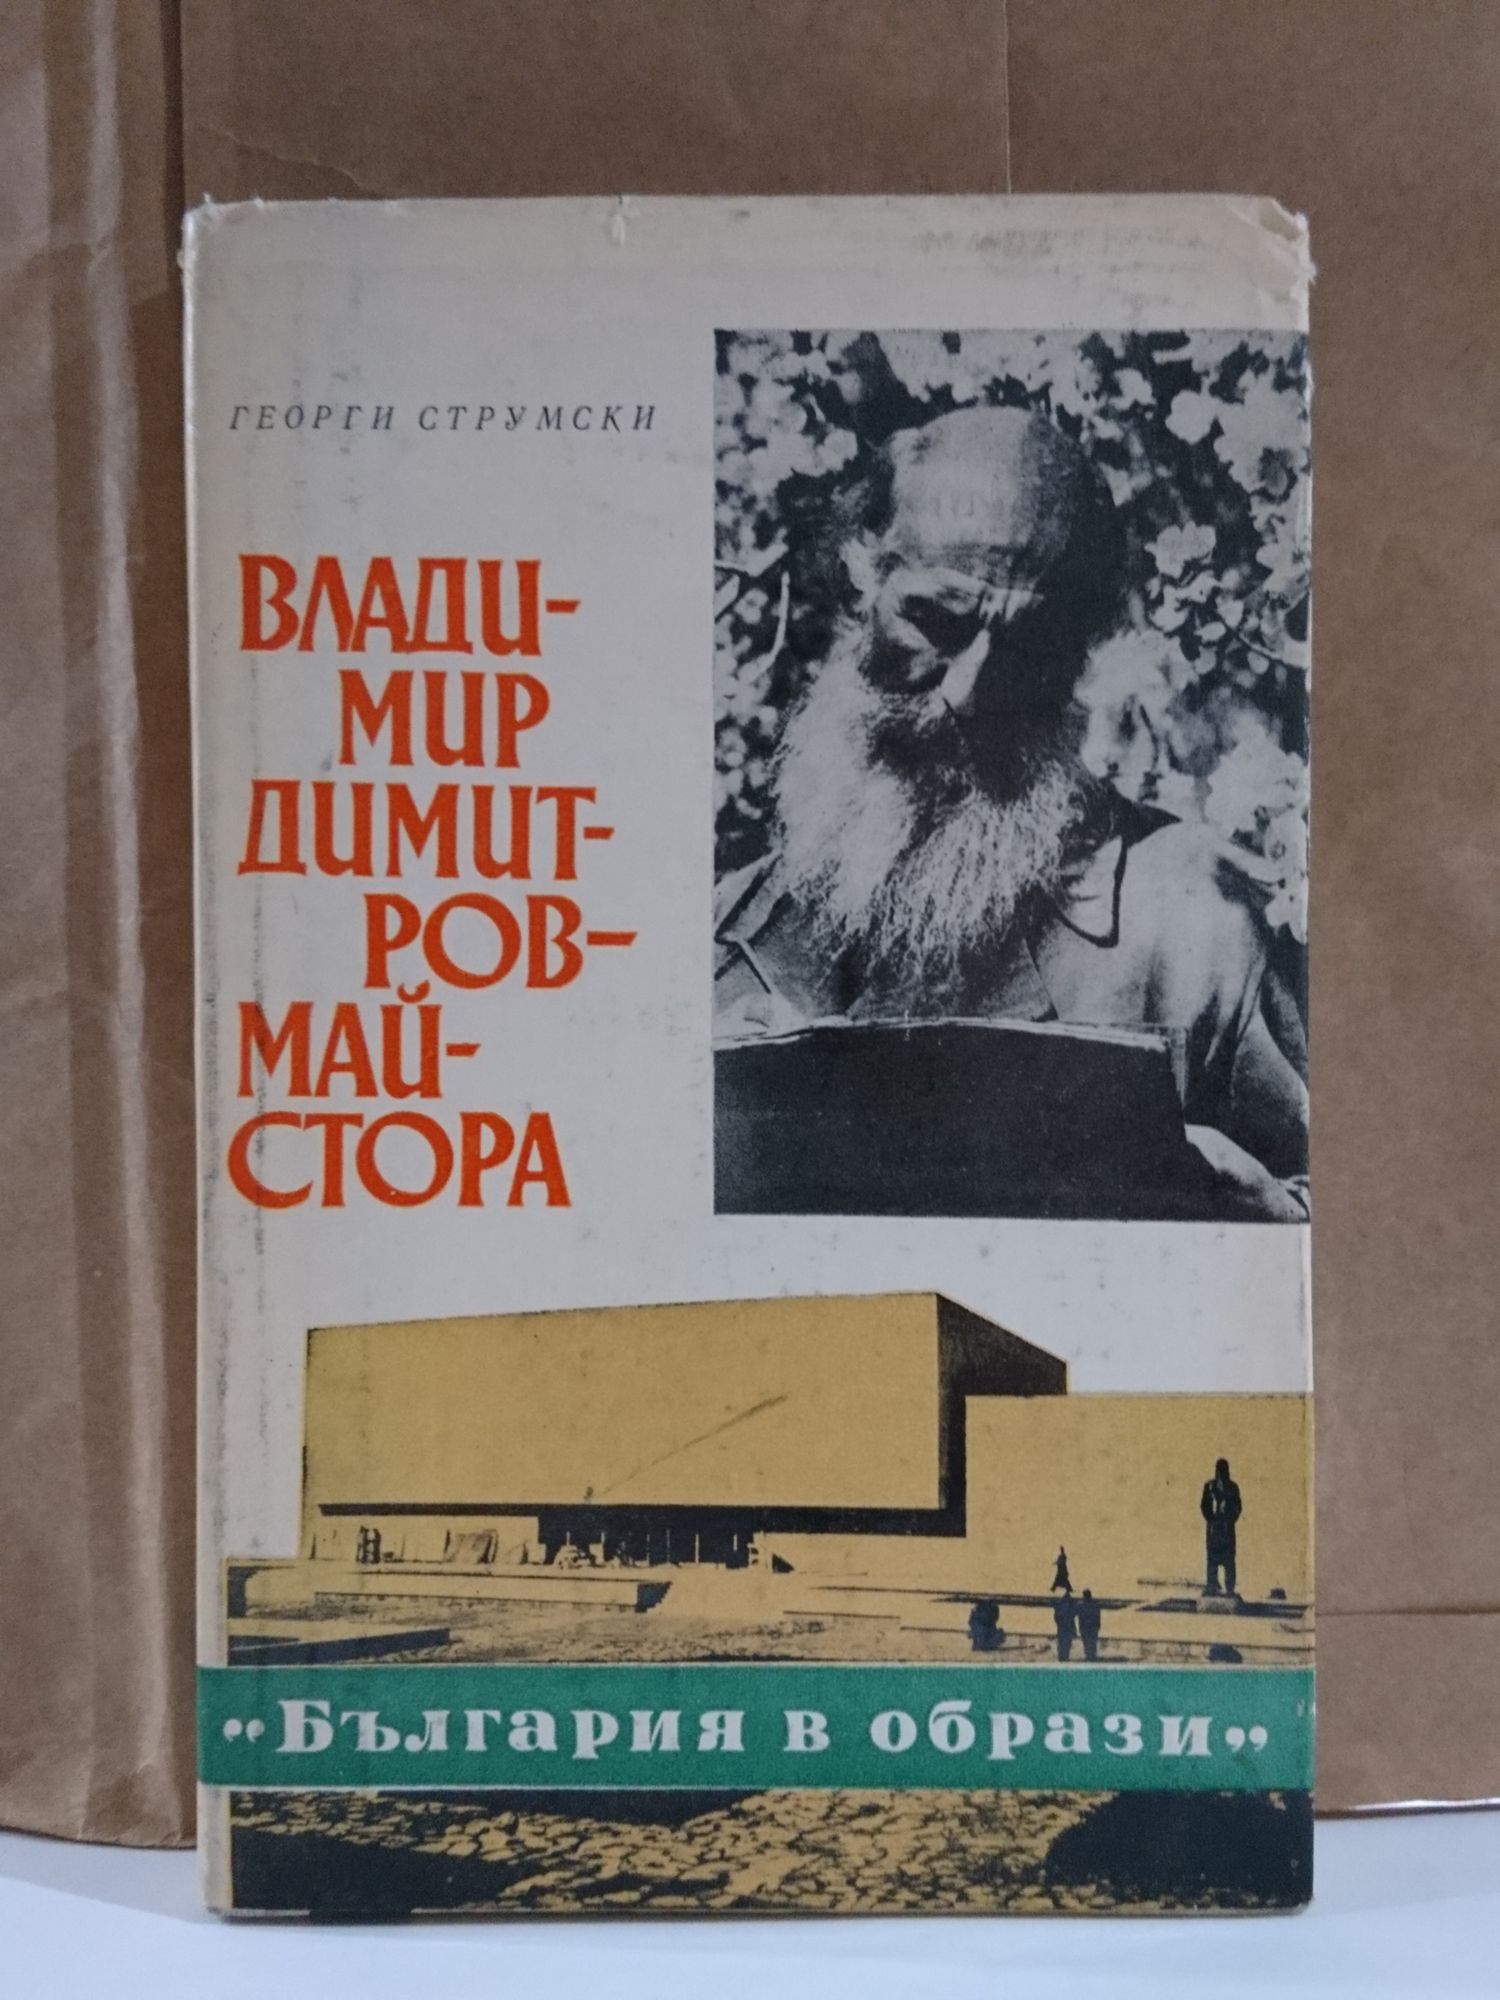 ГЕОРГИ СТРУМСКИ
ВЛАДИ-
МИР
ДИМИТ-
РОВ-
МАЙ-
СТОРА
„България в образи”